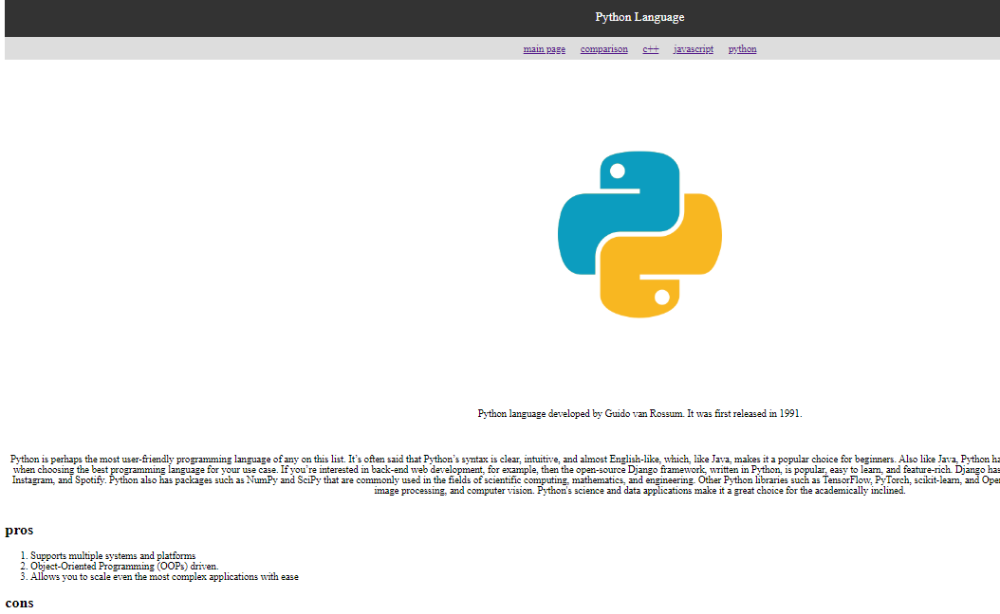 Python Language
main page comparison c++ javascript python
Python language developed by Guido van Rossum. It was first released in 1991.
Python is perhaps the most user-friendly programming language of any on this list. It’s often said that Python’s syntax is clear, intuitive, and almost English-like, which, like Java, makes it a popular choice for beginners. Also like Java, Python ha
when choosing the best programming language for your use case. If you’re interested in back-end web development, for example, then the open-source Django framework, written in Python, is popular, easy to learn, and feature-rich. Django has
Instagram, and Spotify. Python also has packages such as NumPy and SciPy that are commonly used in the fields of scientific computing, mathematics, and engineering. Other Python libraries such as TensorFlow, PyTorch, scikit-learn, and Ope
image processing, and computer vision. Python's science and data applications make it a great choice for the academically inclined.
pros
1. Supports multiple systems and platforms
2. Object-Oriented Programming (OOPs) driven.
3. Allows you to scale even the most complex applications with ease
cons